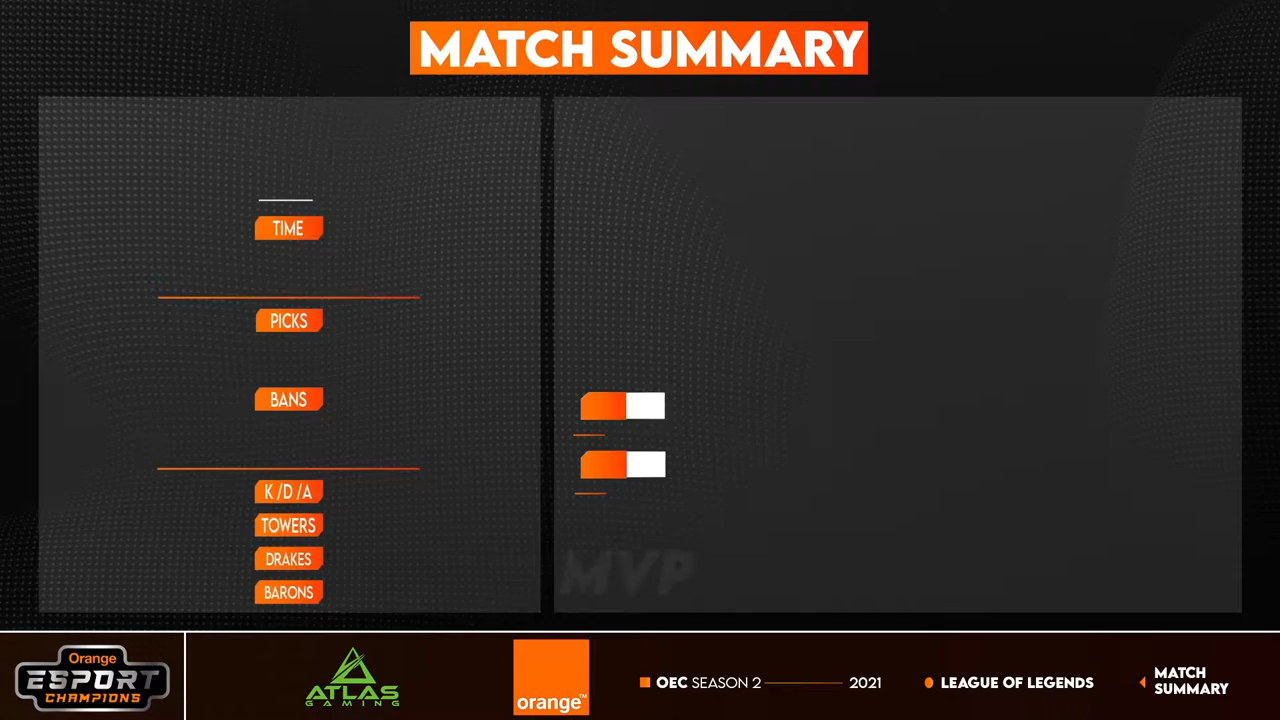 MATCH SUMMARY
TIME
PICKS
BANS
K /D /A
TOWERS
DRAKES
BARONS
MVP
Orange
ESPORT
CHAMPIONS
ATLAS
GAMING
orange™
OEC SEASON 2
2021
LEAGUE OF LEGENDS
MATCH
SUMMARY